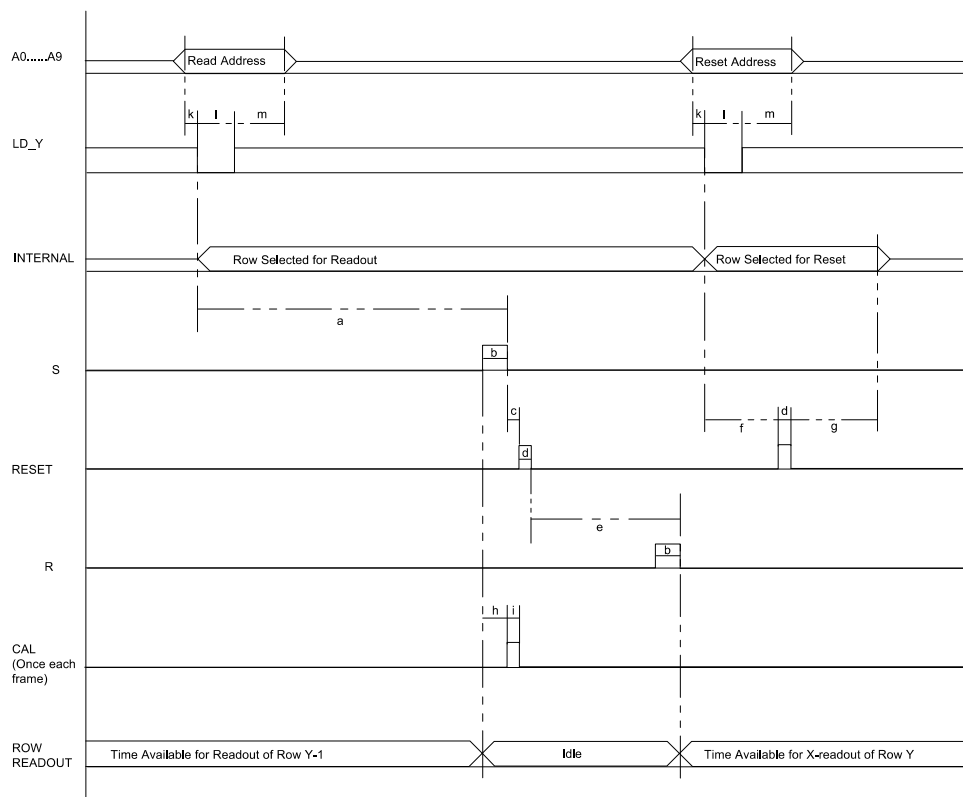 A0......A9
Read Address
Reset Address
k l m
k l m
LD_Y
INTERNAL
Row Selected for Readout
Row Selected for Reset
a
b
S
c
d
f
d
g
RESET
e
b
R
h i
CAL
(Once each
frame)
ROW
READOUT
Time Available for Readout of Row Y-1
Idle
Time Available for X-readout of Row Y